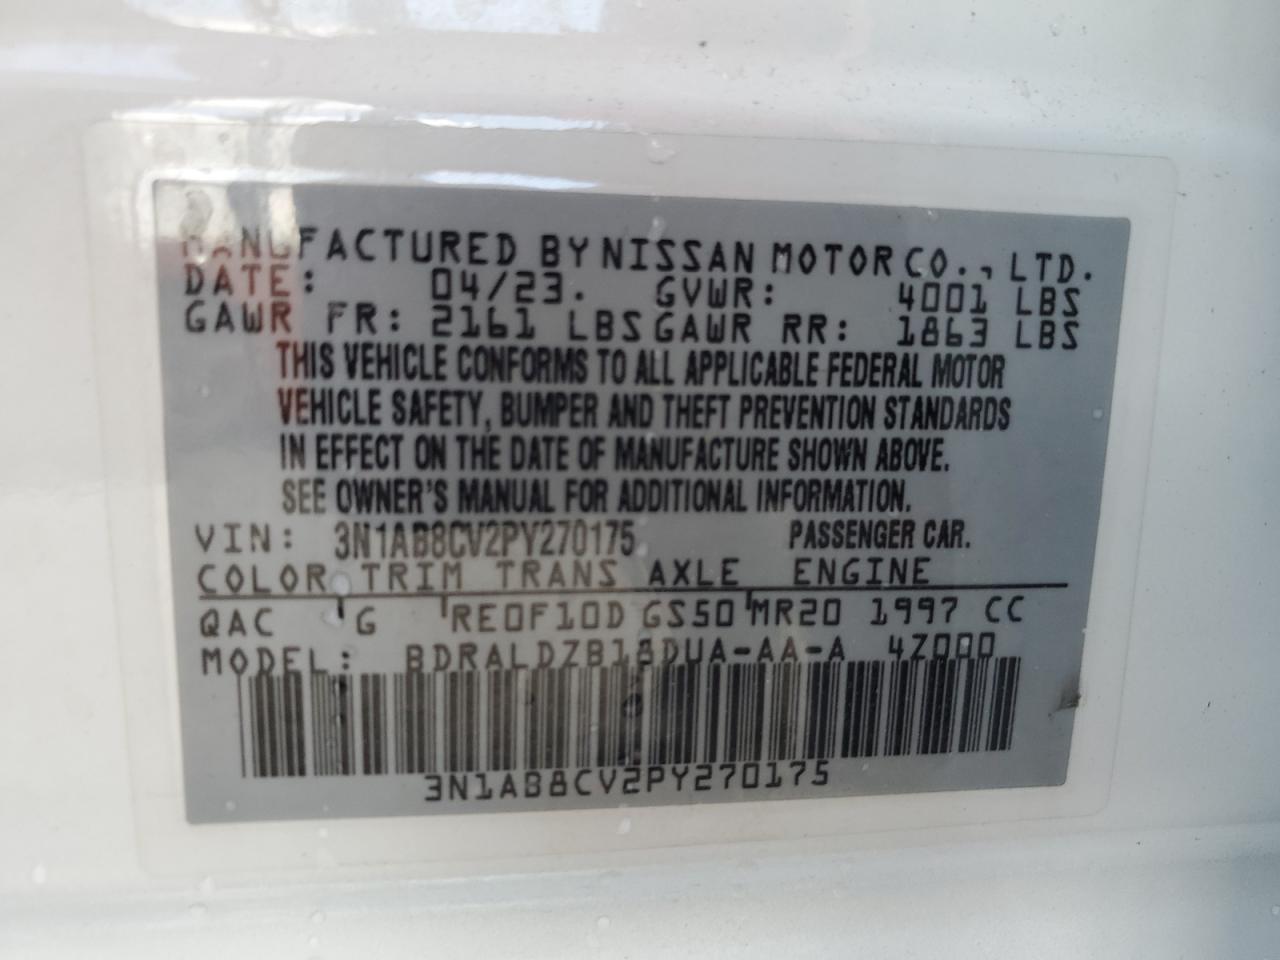 MANUFACTURED BY NISSAN MOTOR CO., LTD.
DATE: 04/23. GVWR: 4001 LBS
GAWR FR: 2161 LBS GAWR RR: 1863 LBS
THIS VEHICLE CONFORMS TO ALL APPLICABLE FEDERAL MOTOR
VEHICLE SAFETY, BUMPER AND THEFT PREVENTION STANDARDS
IN EFFECT ON THE DATE OF MANUFACTURE SHOWN ABOVE.
SEE OWNER'S MANUAL FOR ADDITIONAL INFORMATION.
VIN: 3N1AB8CV2PY270175 PASSENGER CAR.
COLOR TRIM TRANS AXLE ENGINE
QAC G RE0F10D GS50 MR20 1997 CC
MODEL: BDRALDZB18DUA-AA-A 4Z000
3N1AB8CV2PY270175